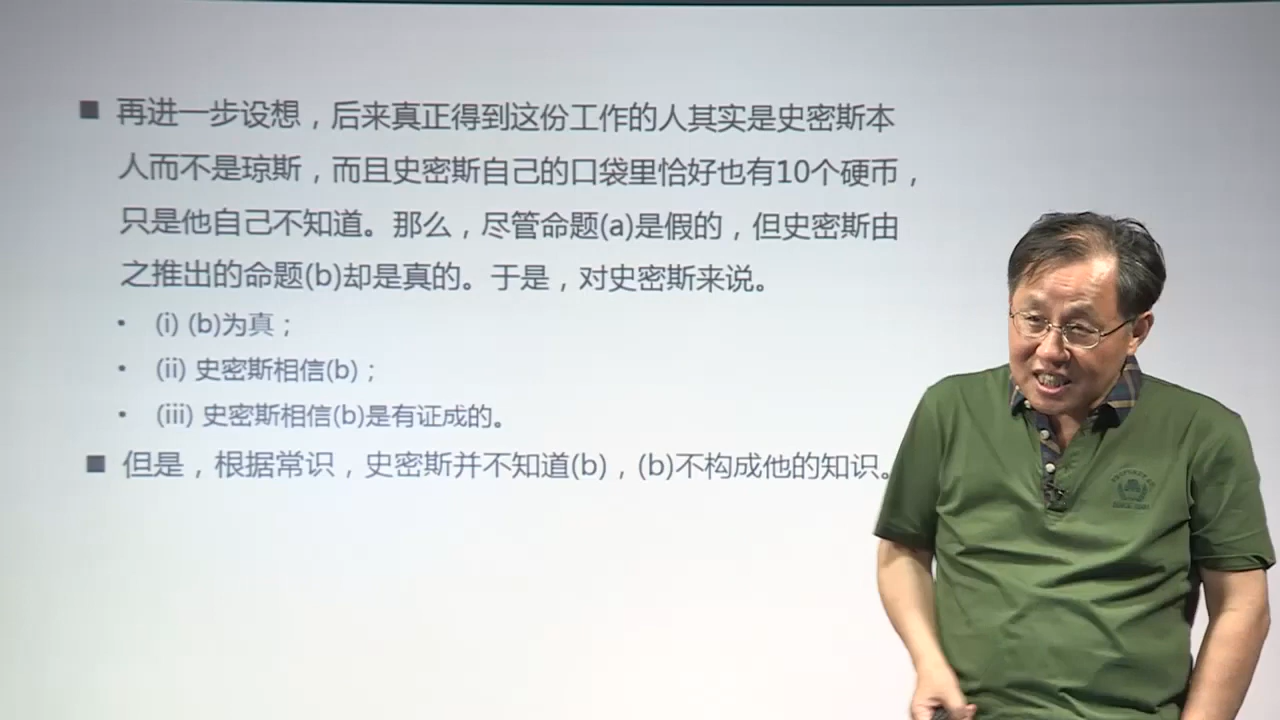 ■ 再进一步设想，后来真正得到这份工作的人其实是史密斯本
人而不是琼斯，而且史密斯自己的口袋里恰好也有10个硬币，
只是他自己不知道。那么，尽管命题(a)是假的，但史密斯由
之推出的命题(b)却是真的。于是，对史密斯来说。
• (i) (b)为真；
• (ii) 史密斯相信(b)；
• (iii) 史密斯相信(b)是有证成的。
■ 但是，根据常识，史密斯并不知道(b)，(b)不构成他的知识。